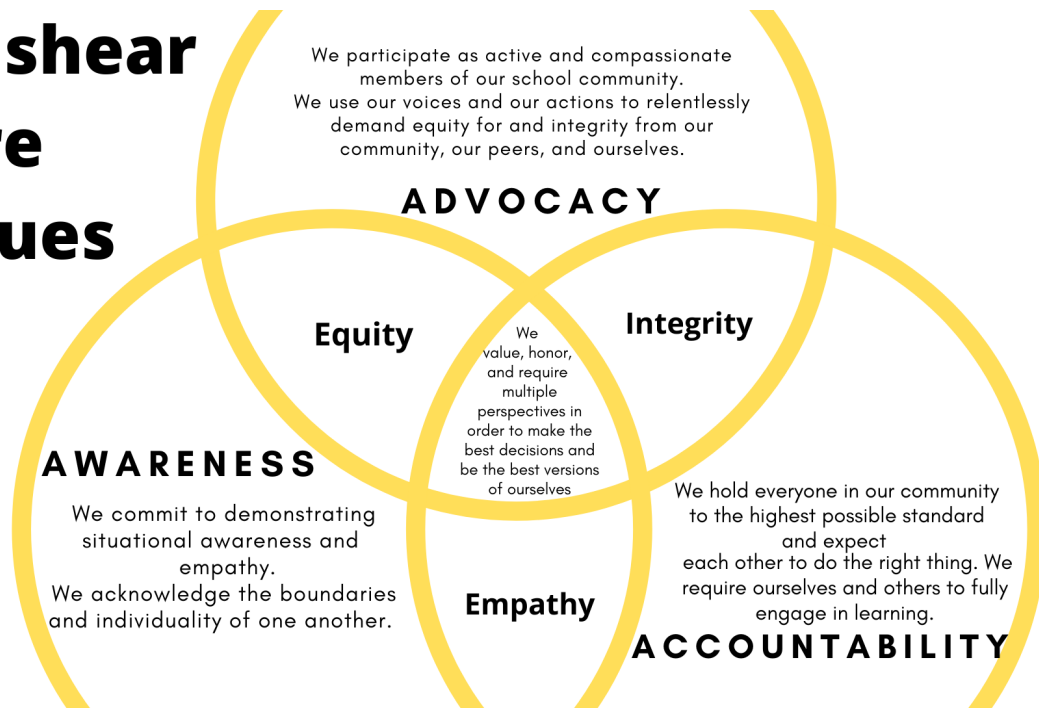 shear
re
ues
We participate as active and compassionate
members of our school community.
We use our voices and our actions to relentlessly
demand equity for and integrity from our
community, our peers, and ourselves.
ADVOCACY
Equity
Integrity
We
value, honor,
and require
multiple
perspectives in
order to make the
best decisions and
be the best versions
of ourselves
AWARENESS
We commit to demonstrating
situational awareness and
empathy.
We acknowledge the boundaries
and individuality of one another.
Empathy
We hold everyone in our community
to the highest possible standard
and expect
each other to do the right thing. We
require ourselves and others to fully
engage in learning.
ACCOUNTABILITY